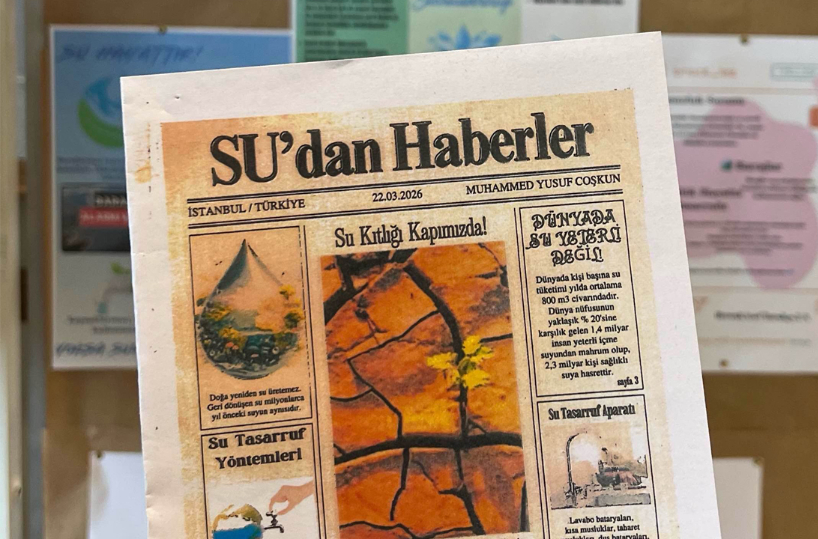 SU HAYATTIR!
SU'dan Haberler
İSTANBUL / TÜRKİYE
22.03.2026
MUHAMMED YUSUF COŞKUN
Doğa yeniden su üretemez.
Geri dönüşen su milyonlarca
yıl önceki suyun aynısıdır.
Su Tasarruf
Yöntemleri
Su Kıtlığı Kapımızda!
DÜNYADA
SU YETERLİ
DEĞİL!
Dünyada kişi başına su
tüketimi yılda ortalama
800 m3 civarındadır.
Dünya nüfusunun
yaklaşık % 20'sine
karşılık gelen 1,4 milyar
insan yeterli içme
suyundan mahrum olup,
2,3 milyar kişi sağlıklı
suya hasrettir.
sayfa 3
Su Tasarruf Aparatı
Lavabo bataryaları,
kısa musluklar, taharet
duş bataryaları,